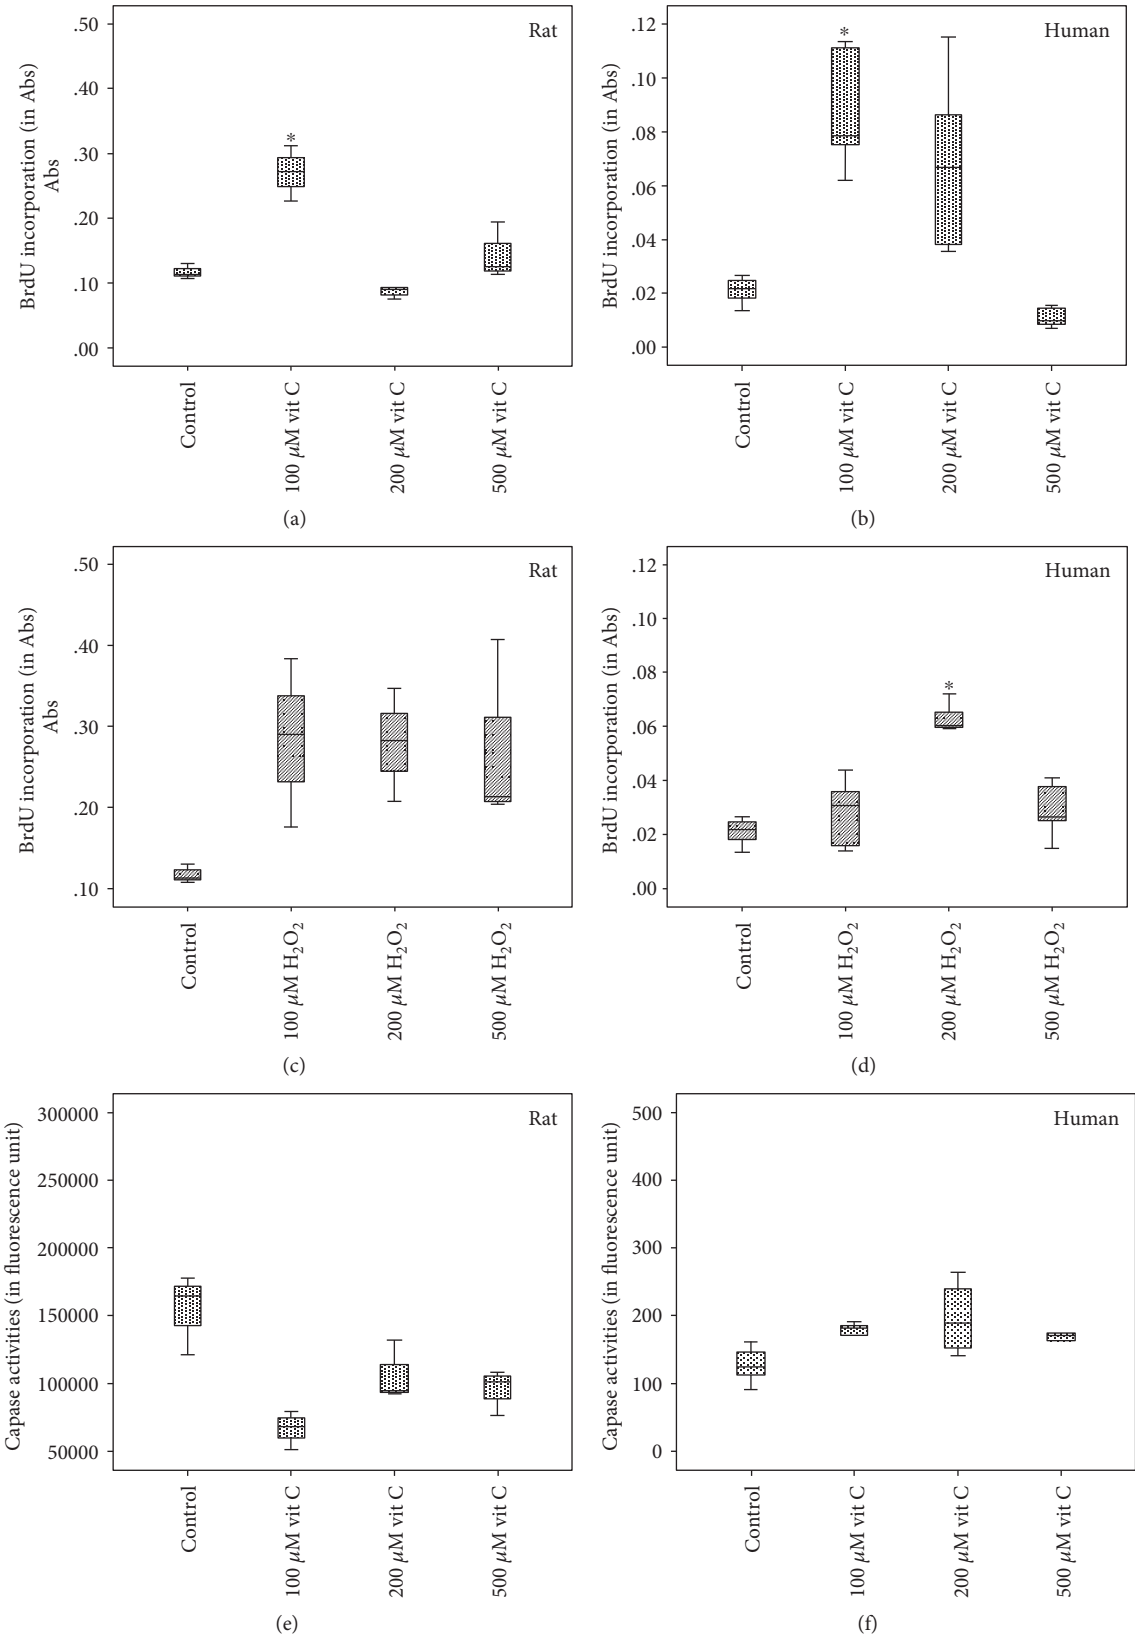 BrdU incorporation (in Abs)
Abs
.50
.40
.30
.20
.10
.00
Rat
*
Control
100 µM vit C
200 µM vit C
500 µM vit C
(a)
BrdU incorporation (in Abs)
.12
.10
.08
.06
.04
.02
.00
Human
*
Control
100 µM vit C
200 µM vit C
500 µM vit C
(b)
BrdU incorporation (in Abs)
Abs
.50
.40
.30
.20
.10
Rat
Control
100 µM H₂O₂
200 µM H₂O₂
500 µM H₂O₂
(c)
BrdU incorporation (in Abs)
.12
.10
.08
.06
.04
.02
.00
Human
*
Control
100 µM H₂O₂
200 µM H₂O₂
500 µM H₂O₂
(d)
Capase activities (in fluorescence unit)
300000
250000
200000
150000
100000
50000
Rat
Control
100 µM vit C
200 µM vit C
500 µM vit C
(e)
Capase activities (in fluorescence unit)
500
400
300
200
100
0
Human
Control
100 µM vit C
200 µM vit C
500 µM vit C
(f)